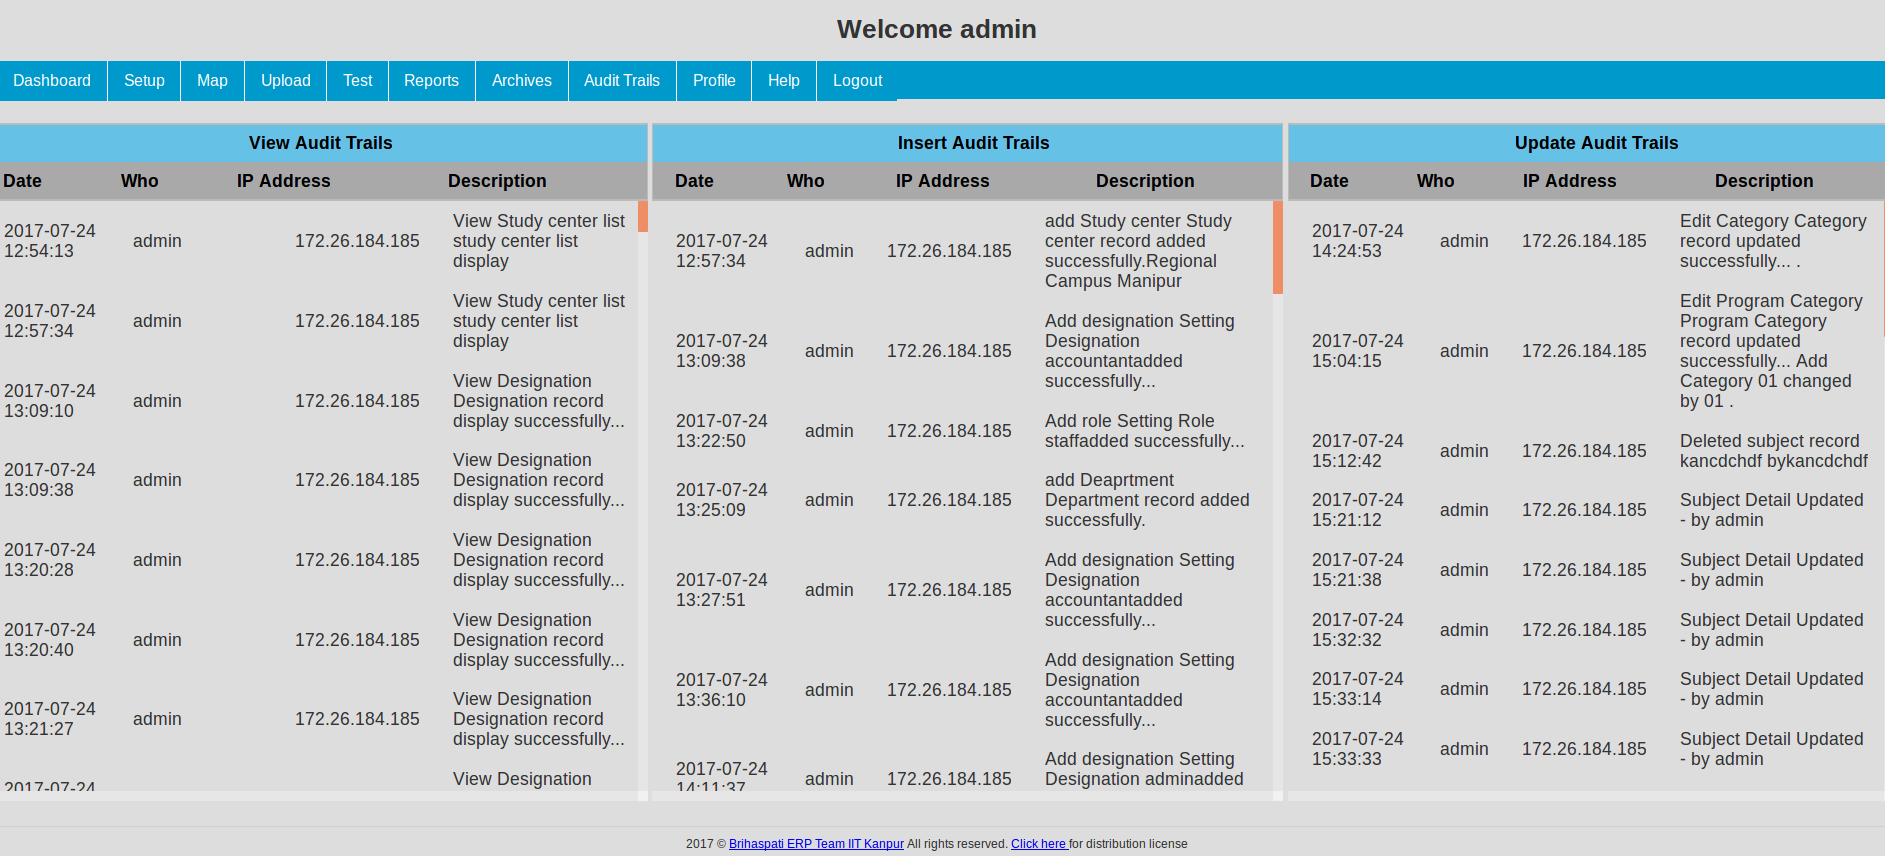 Welcome admin
Dashboard Setup Map Upload Test Reports Archives Audit Trails Profile Help Logout
View Audit Trails
Date Who IP Address Description
2017-07-24
12:54:13
admin
172.26.184.185
View Study center list
study center list
display
2017-07-24
12:57:34
admin
172.26.184.185
View Study center list
study center list
display
2017-07-24
13:09:10
admin
172.26.184.185
View Designation
Designation record
display successfully...
2017-07-24
13:09:38
admin
172.26.184.185
View Designation
Designation record
display successfully...
2017-07-24
13:20:28
admin
172.26.184.185
View Designation
Designation record
display successfully...
2017-07-24
13:20:40
admin
172.26.184.185
View Designation
Designation record
display successfully...
2017-07-24
13:21:27
admin
172.26.184.185
View Designation
Designation record
display successfully...
2017-07-24
View Designation
Insert Audit Trails
Date Who IP Address Description
2017-07-24
12:57:34
admin
172.26.184.185
add Study center Study
center record added
successfully.Regional
Campus Manipur
2017-07-24
13:09:38
admin
172.26.184.185
Add designation Setting
Designation
accountantadded
successfully...
2017-07-24
13:22:50
admin
172.26.184.185
Add role Setting Role
staffadded successfully...
2017-07-24
13:25:09
admin
172.26.184.185
add Deaprtment
Department record added
successfully.
2017-07-24
13:27:51
admin
172.26.184.185
Add designation Setting
Designation
accountantadded
successfully...
2017-07-24
13:36:10
admin
172.26.184.185
Add designation Setting
Designation
accountantadded
successfully...
2017-07-24
14:11:37
admin
172.26.184.185
Add designation Setting
Designation adminadded
Update Audit Trails
Date Who IP Address Description
2017-07-24
14:24:53
admin
172.26.184.185
Edit Category Category
record updated
successfully... .
2017-07-24
15:04:15
admin
172.26.184.185
Edit Program Category
Program Category
record updated
successfully... Add
Category 01 changed
by 01 .
2017-07-24
15:12:42
admin
172.26.184.185
Deleted subject record
kancdchdf bykancdchdf
2017-07-24
15:21:12
admin
172.26.184.185
Subject Detail Updated
- by admin
2017-07-24
15:21:38
admin
172.26.184.185
Subject Detail Updated
- by admin
2017-07-24
15:32:32
admin
172.26.184.185
Subject Detail Updated
- by admin
2017-07-24
15:33:14
admin
172.26.184.185
Subject Detail Updated
- by admin
2017-07-24
15:33:33
admin
172.26.184.185
Subject Detail Updated
- by admin
2017 © Brihaspati ERP Team IIT Kanpur All rights reserved. Click here for distribution license